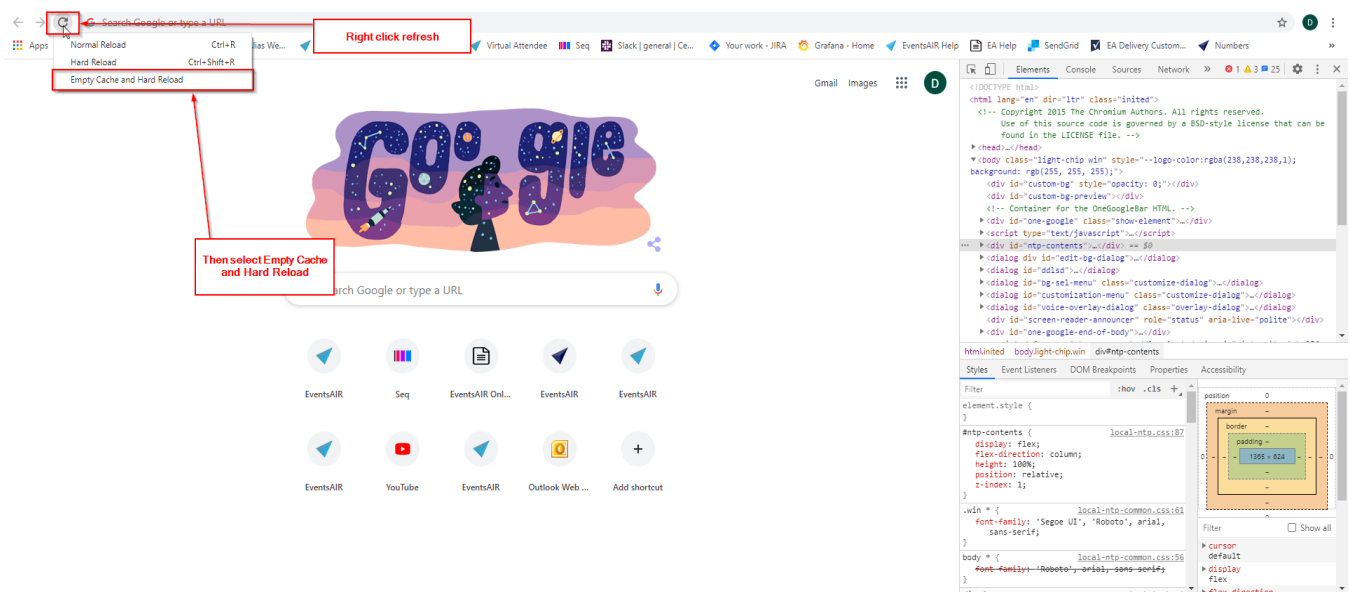 Search Google or type a URL
D
Right click refresh
Apps
Normal Reload Ctrl+R
Hard Reload Ctrl+Shift+R
Empty Cache and Hard Reload
ilias We...
Virtual Attendee
Seq
Slack | general | Ce...
Your work - JIRA
Grafana - Home
EventsAIR Help
EA Help
SendGrid
EA Delivery Custom...
Numbers
»
Gmail Images
D
Google
Then select Empty Cache
and Hard Reload
arch Google or type a URL
EventsAIR
Seq
EventsAIR Onl...
EventsAIR
EventsAIR
EventsAIR
YouTube
EventsAIR
Outlook Web ...
Add shortcut
Elements Console Sources Network » 1 3 25
<!DOCTYPE html>
<html lang="en" dir="ltr" class="inited">
<!-- Copyright 2015 The Chromium Authors. All rights reserved.
Use of this source code is governed by a BSD-style license that can be
found in the LICENSE file. -->
<head>…</head>
<body class="light-chip win" style="--logo-color:rgba(238,238,238,1);
background: rgb(255, 255, 255);">
<div id="custom-bg" style="opacity: 0;"></div>
<div id="custom-bg-preview"></div>
<!-- Container for the OneGoogleBar HTML. -->
<div id="one-google" class="show-element">…</div>
<script type="text/javascript">…</script>
<div id="ntp-contents">…</div> == $0
<dialog div id="edit-bg-dialog">…</dialog>
<dialog id="ddlsd">…</dialog>
<dialog id="bg-sel-menu" class="customize-dialog">…</dialog>
<dialog id="customization-menu" class="customize-dialog">…</dialog>
<dialog id="voice-overlay-dialog" class="overlay-dialog">…</dialog>
<div id="screen-reader-announcer" role="status" aria-live="polite"></div>
<div id="one-google-end-of-body">…</div>
html.inited body.light-chip.win div#ntp-contents
Styles Event Listeners DOM Breakpoints Properties Accessibility
Filter :hov .cls +
element.style {
}
#ntp-contents { local-ntp.css:87
display: flex;
flex-direction: column;
height: 100%;
position: relative;
z-index: 1;
}
.win * { local-ntp-common.css:61
font-family: 'Segoe UI', 'Roboto', arial,
sans-serif;
}
body * { local-ntp-common.css:56
font-family: 'Roboto', arial, sans-serif;
}
position 0
margin -
border -
padding -
0 - - - 1365 × 624 - - - 0
-
-
-
Filter Show all
cursor
default
display
flex
flex-direction